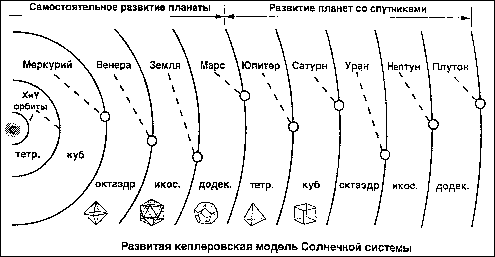 Самостоятельное развитие планеты Развитие планет со спутниками
Меркурий Венера Земля Марс Юпитер Сатурн Уран Нептун Плутон
ХиУ
орбиты
тетр. куб
октаэдр икос. додек. тетр. куб октаэдр икос. додек.
Развитая кеплеровская модель Солнечной системы